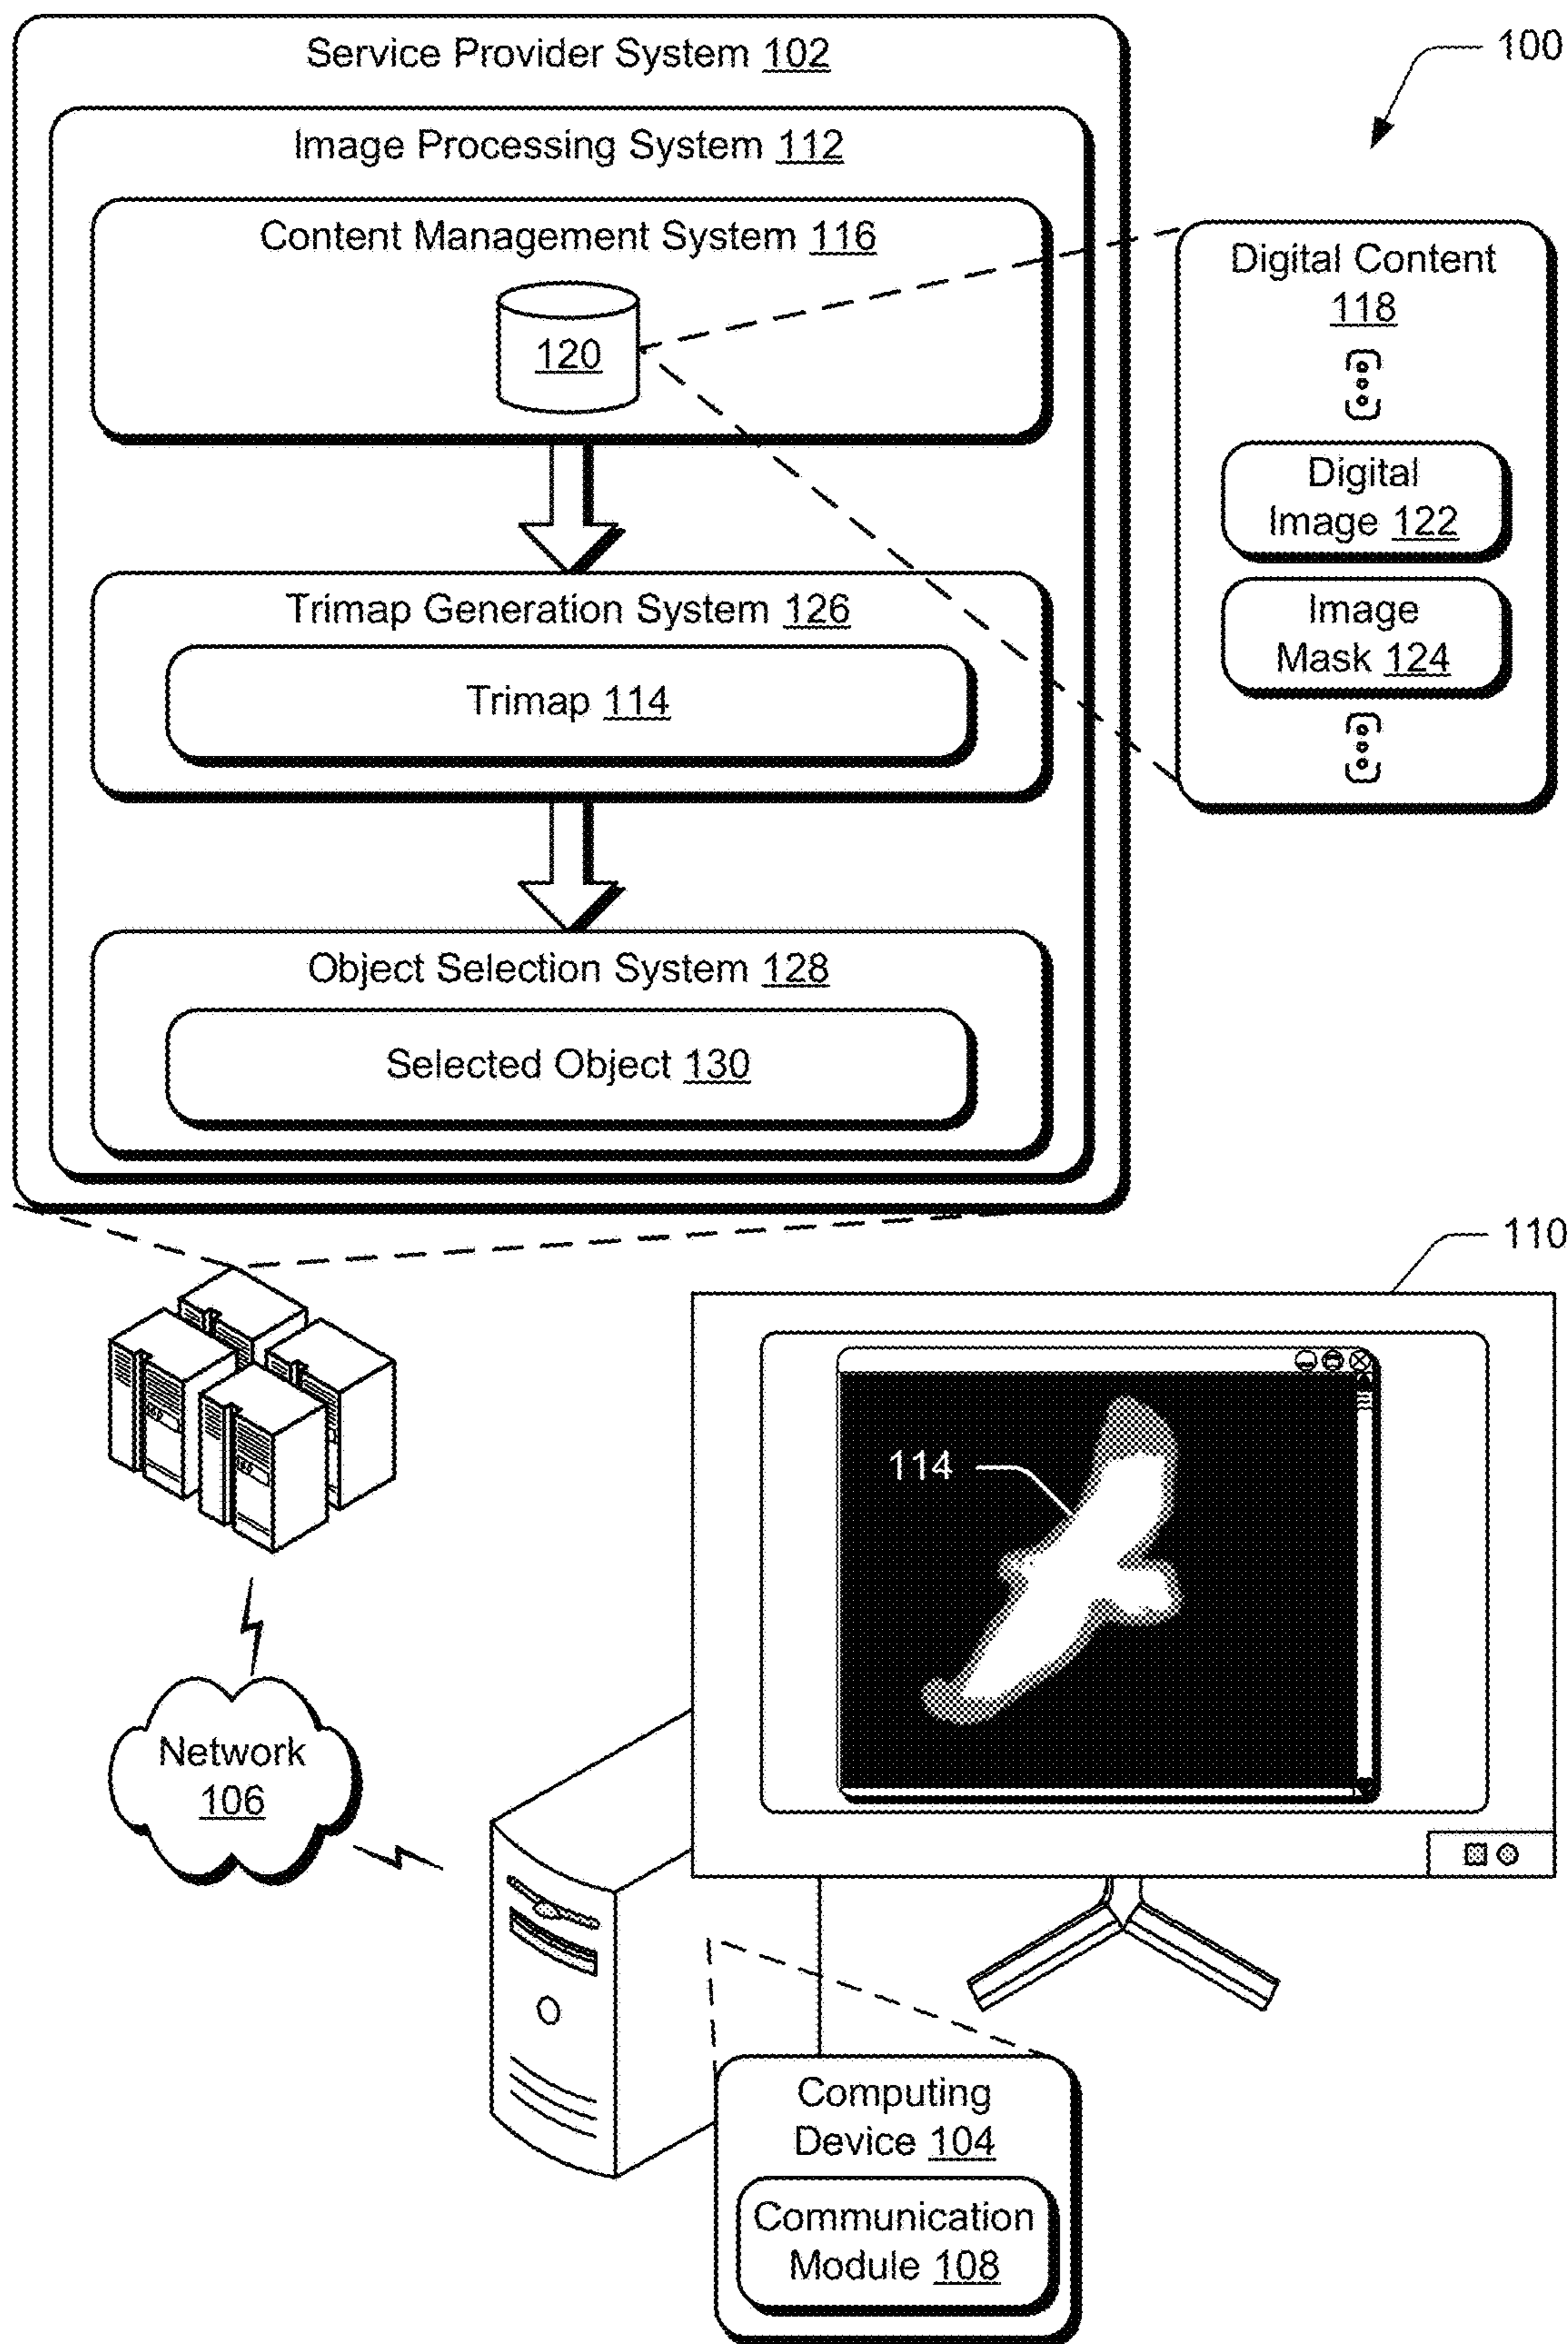 Service Provider System 102
100
Image Processing System 112
Content Management System 116
120
Digital Content
118
Digital
Image 122
Image
Mask 124
Trimap Generation System 126
Trimap 114
Object Selection System 128
Selected Object 130
110
114
Network
106
Computing
Device 104
Communication
Module 108